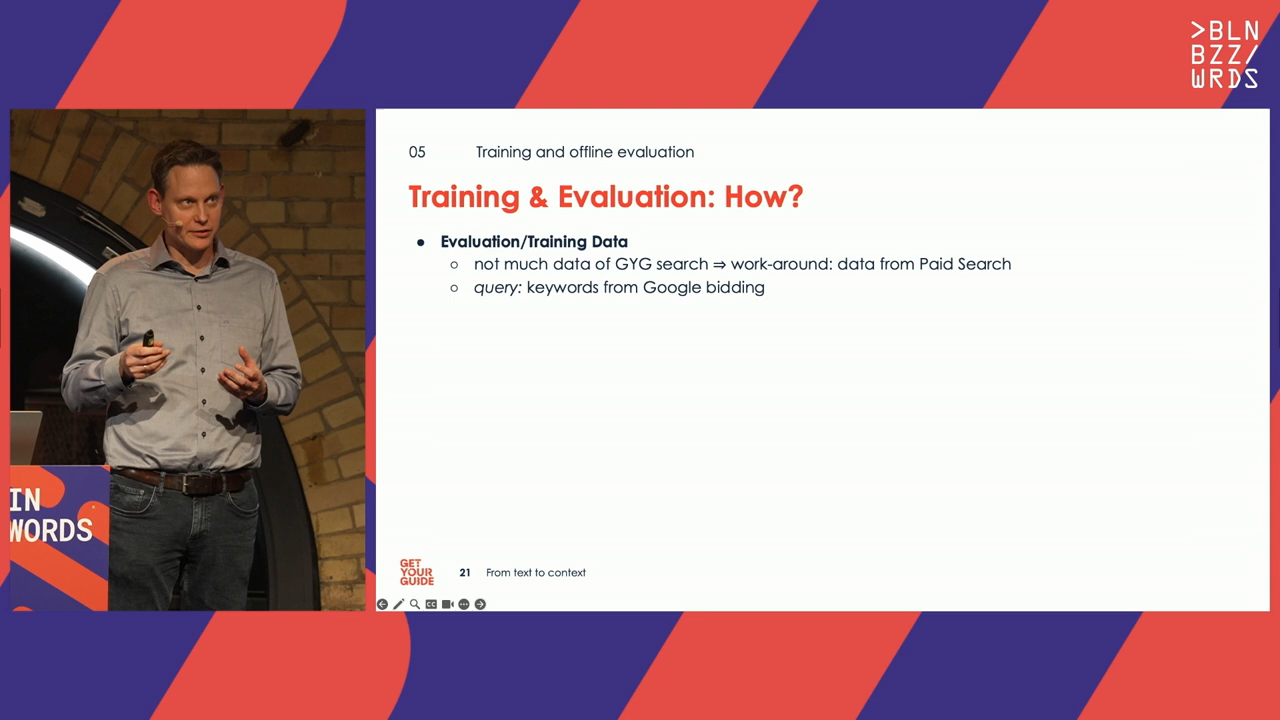 >BLN
BZZ/
WRDS
05 Training and offline evaluation
Training & Evaluation: How?
● Evaluation/Training Data
○ not much data of GYG search ⇒ work-around: data from Paid Search
○ query: keywords from Google bidding
IN
WORDS
GET
YOUR
GUIDE
21 From text to context
CC